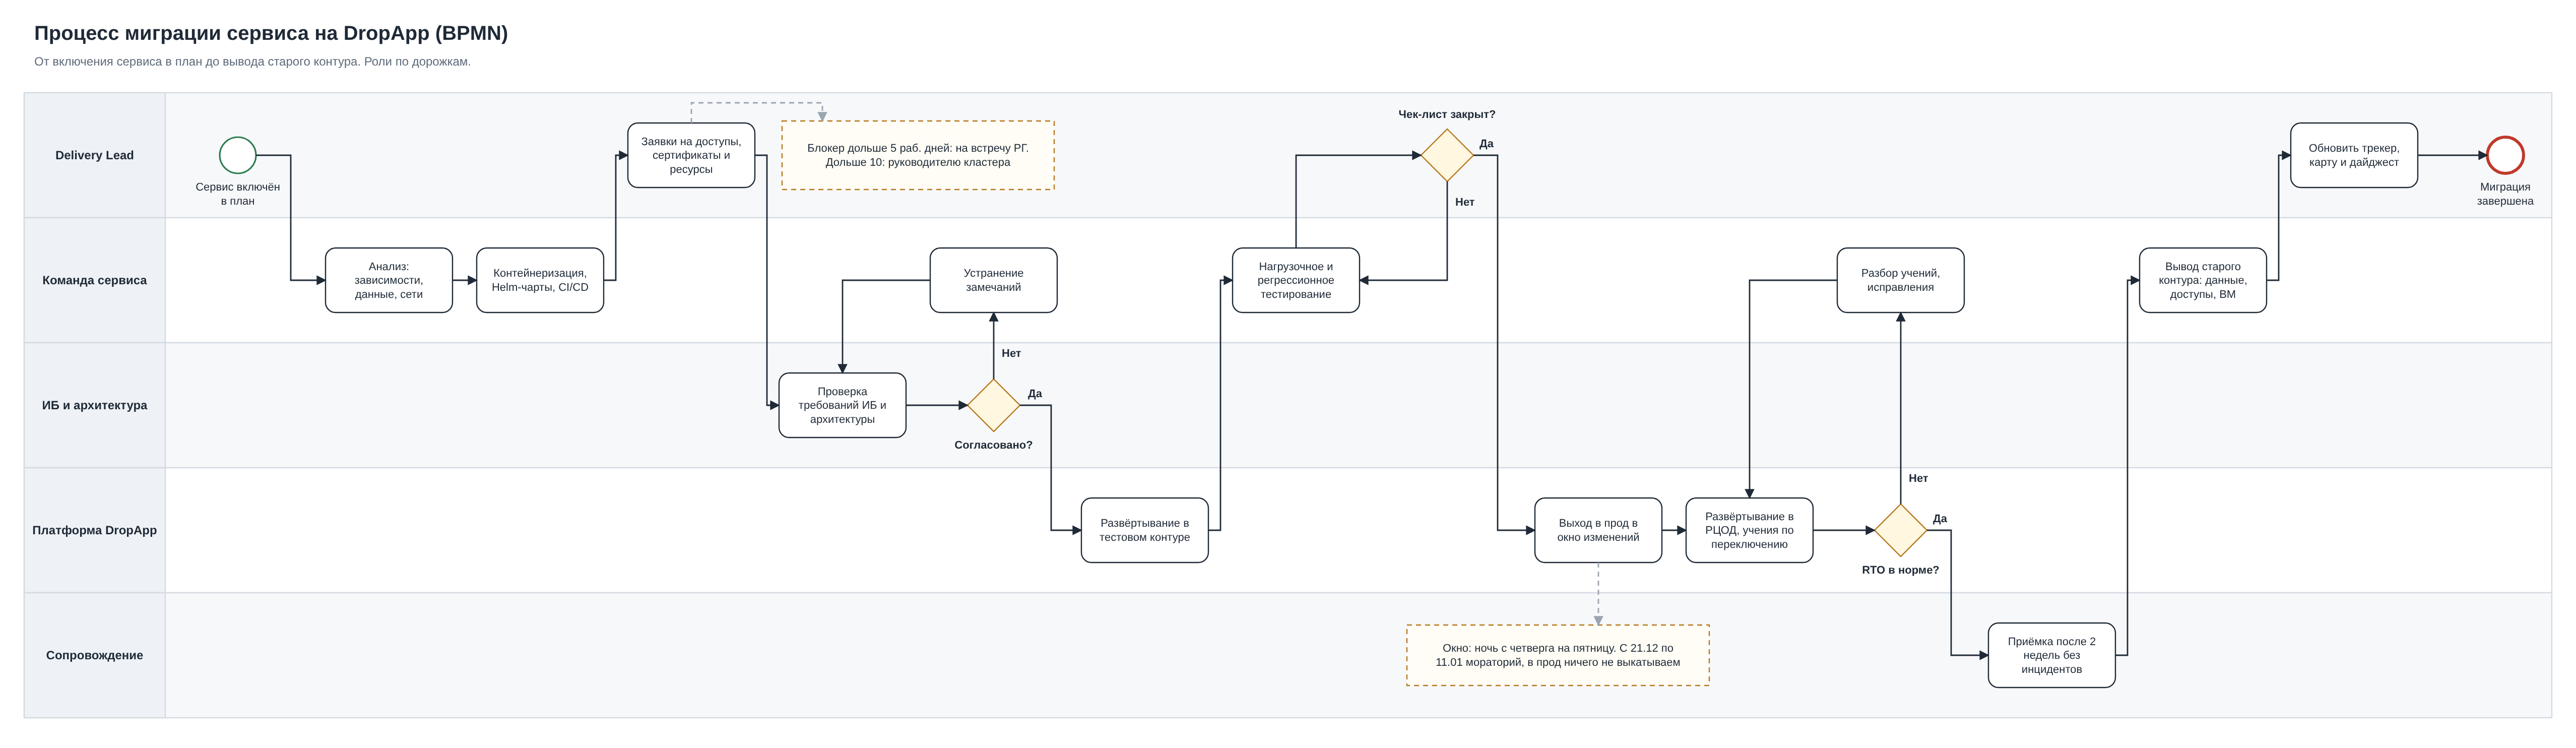 Процесс миграции сервиса на DropApp (BPMN)
От включения сервиса в план до вывода старого контура. Роли по дорожкам.
Delivery Lead
Сервис включён
в план
Заявки на доступы,
сертификаты и
ресурсы
Блокер дольше 5 раб. дней: на встречу РГ.
Дольше 10: руководителю кластера
Чек-лист закрыт?
Да
Нет
Обновить трекер,
карту и дайджест
Миграция
завершена
Команда сервиса
Анализ:
зависимости,
данные, сети
Контейнеризация,
Helm-чарты, CI/CD
Устранение
замечаний
Нагрузочное и
регрессионное
тестирование
Разбор учений,
исправления
Вывод старого
контура: данные,
доступы, ВМ
ИБ и архитектура
Проверка
требований ИБ и
архитектуры
Нет
Да
Согласовано?
Платформа DropApp
Развёртывание в
тестовом контуре
Выход в прод в
окно изменений
Развёртывание в
РЦОД, учения по
переключению
Нет
Да
RTO в норме?
Сопровождение
Окно: ночь с четверга на пятницу. С 21.12 по
11.01 мораторий, в прод ничего не выкатываем
Приёмка после 2
недель без
инцидентов